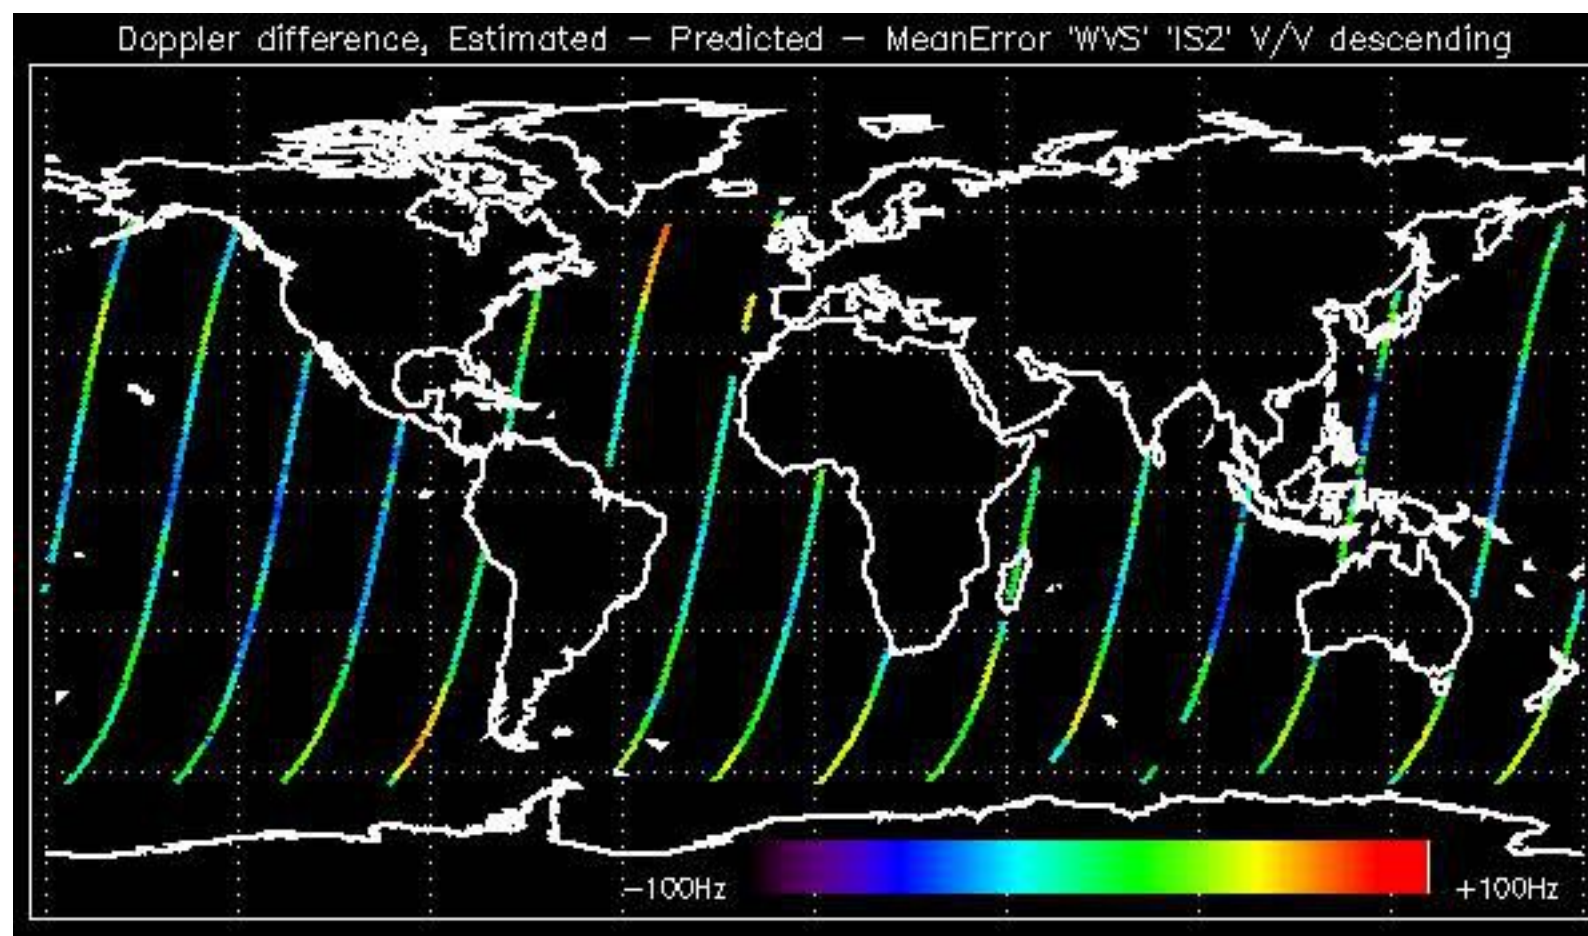 Doppler difference, Estimated – Predicted – MeanError 'WVS' 'IS2' V/V descending
−100Hz
+100Hz